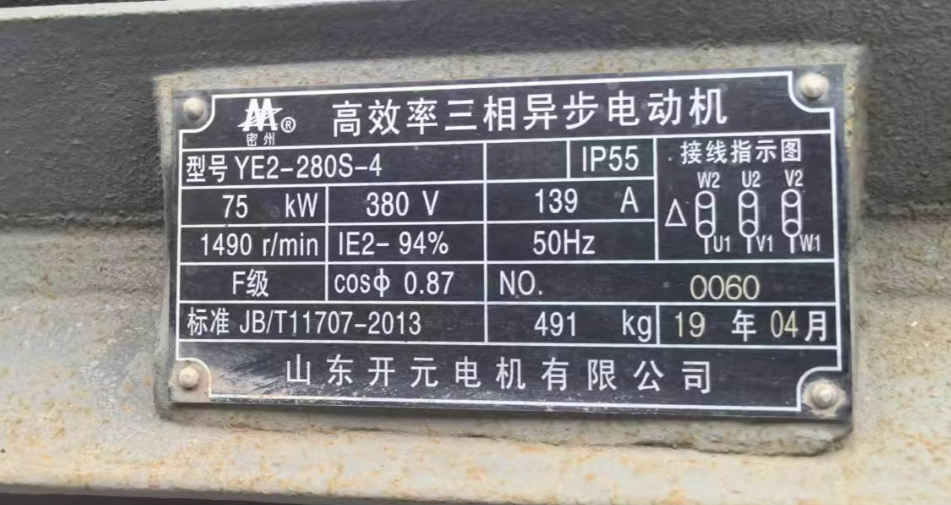 密州 ® 高效率三相异步电动机
型号 YE2-280S-4 IP55 接线指示图
W2 U2 V2
75 kW 380 V 139 A △
U1 V1 W1
1490 r/min IE2- 94% 50Hz
F级 cosφ 0.87 NO. 0060
标准 JB/T11707-2013 491 kg 19 年 04 月
山东开元电机有限公司